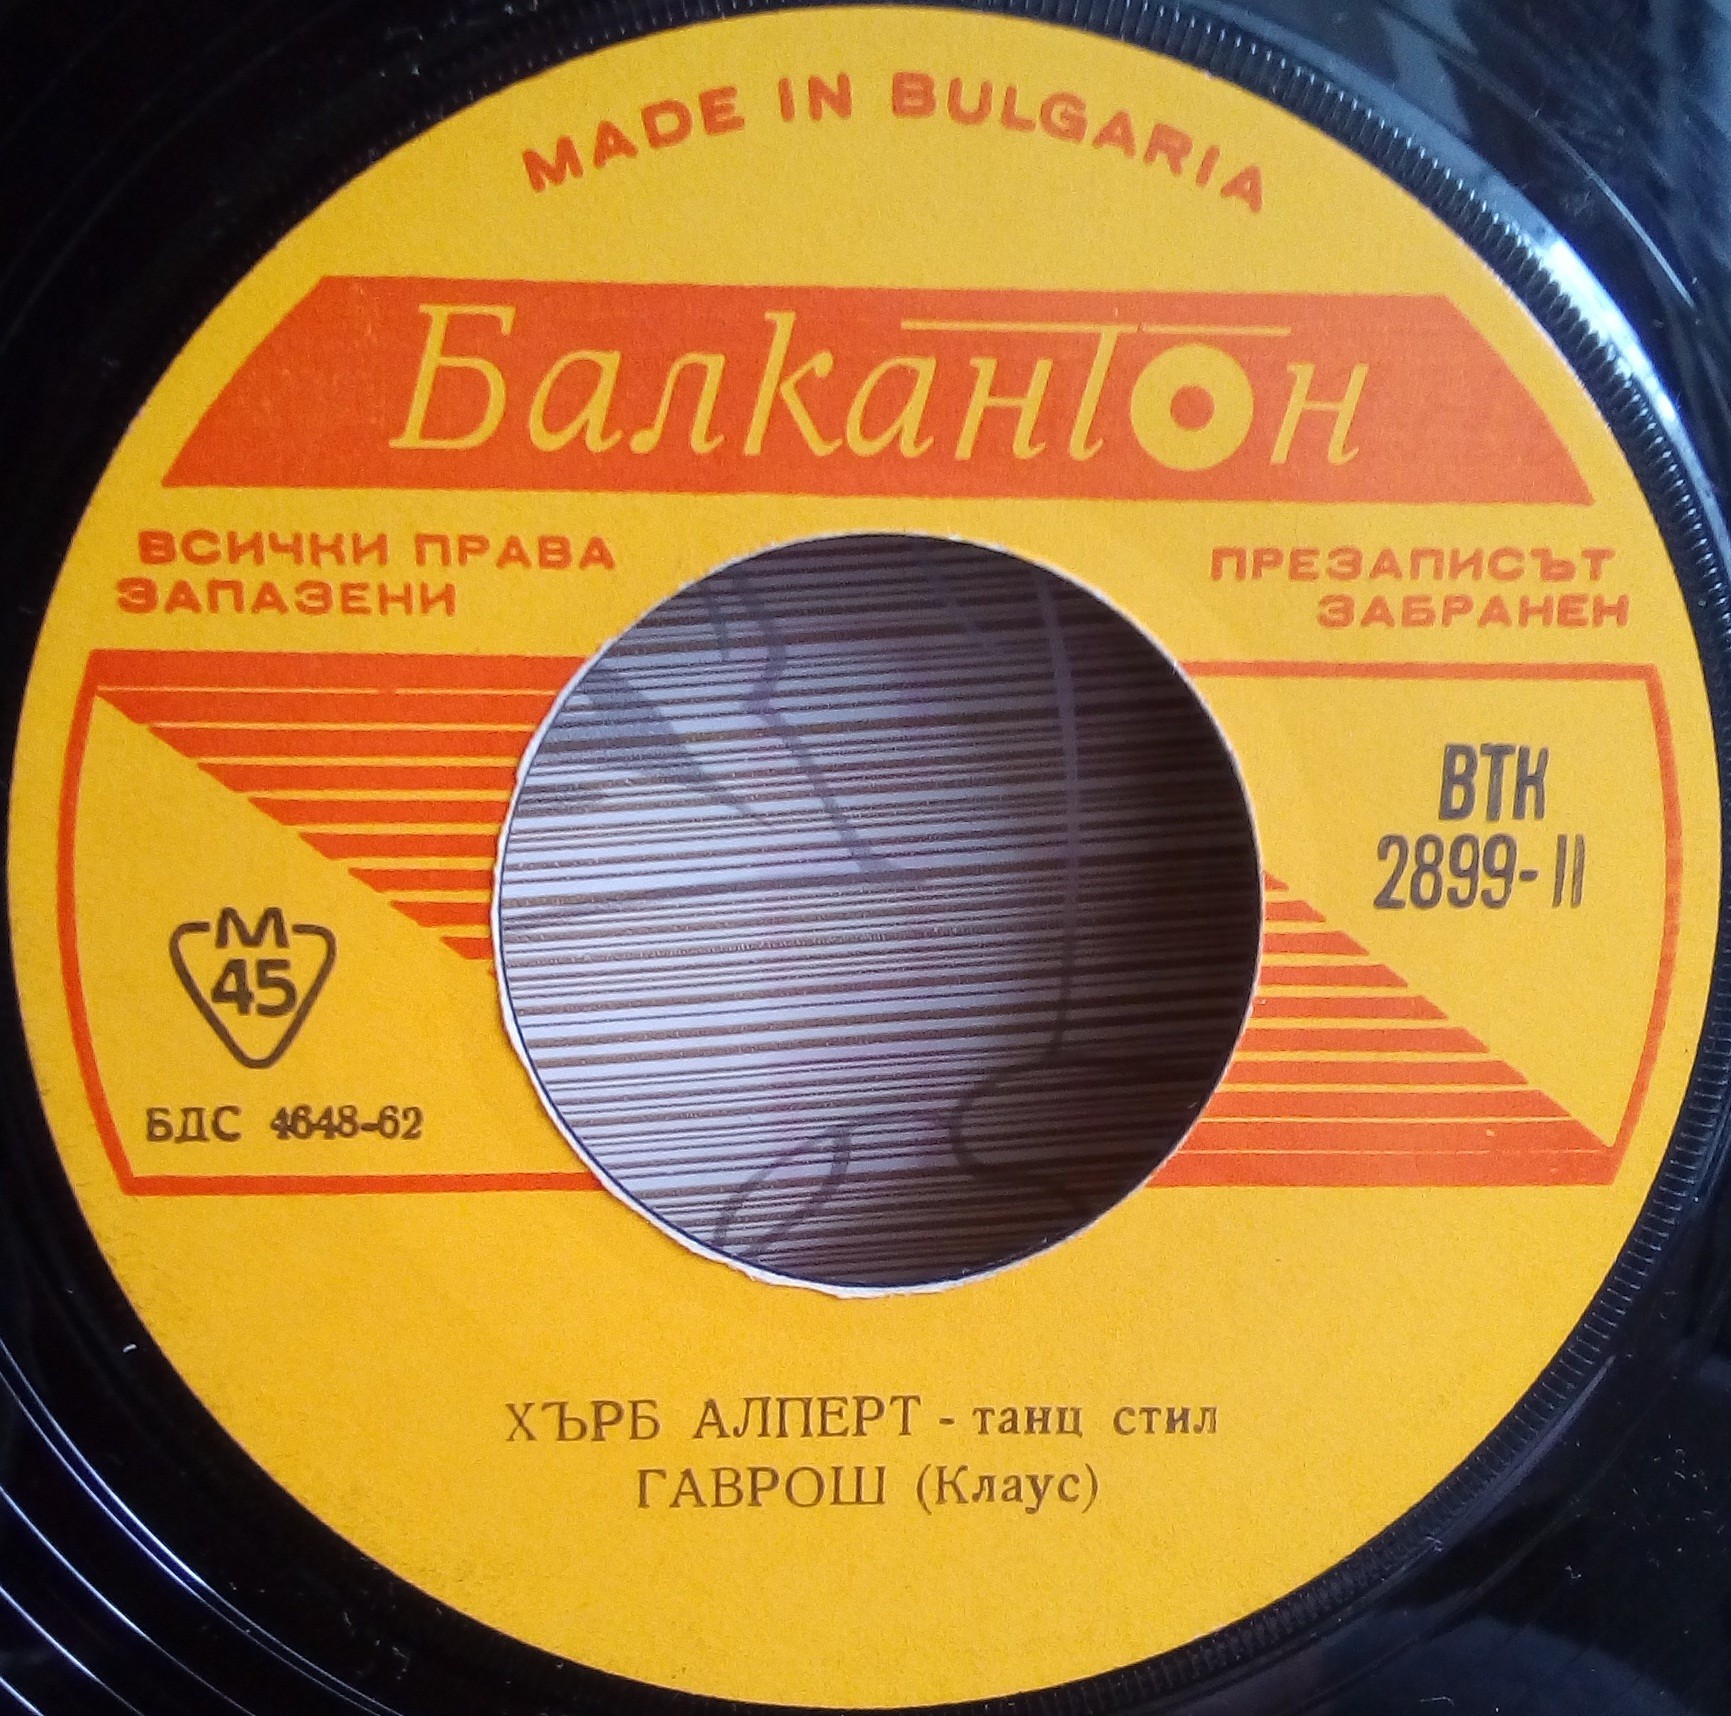 MADE IN BULGARIA
Балкантон
ВСИЧКИ ПРАВА
ЗАПАЗЕНИ
ПРЕЗАПИСЪТ
ЗАБРАНЕН
ВТК
2899-II
М
45
БДС 4648-62
ХЪРБ АЛПЕРТ - танц стил
ГАВРОШ (Клаус)